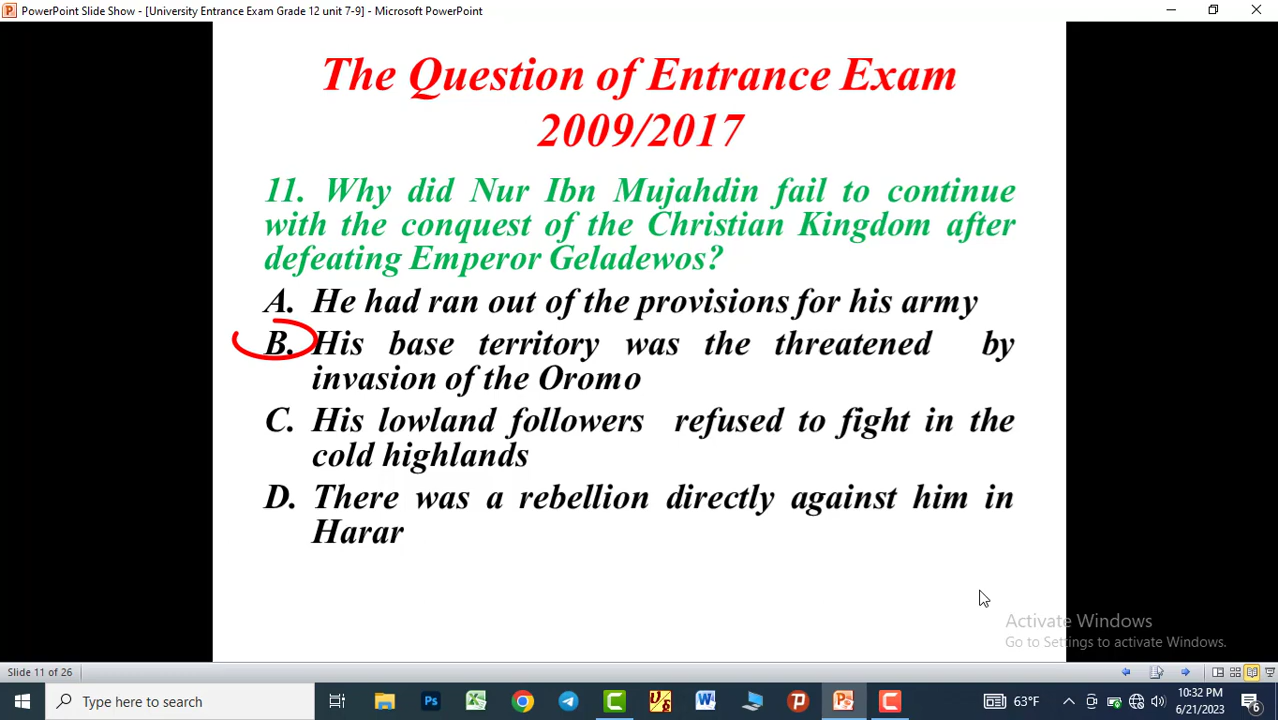 PowerPoint Slide Show - [University Entrance Exam Grade 12 unit 7-9] - Microsoft PowerPoint
The Question of Entrance Exam
2009/2017
11. Why did Nur Ibn Mujahdin fail to continue
with the conquest of the Christian Kingdom after
defeating Emperor Geladewos?
A. He had ran out of the provisions for his army
B. His base territory was the threatened by
invasion of the Oromo
C. His lowland followers refused to fight in the
cold highlands
D. There was a rebellion directly against him in
Harar
Activate Windows
Go to Settings to activate Windows.
Slide 11 of 26
Type here to search
63°F
10:32 PM
6/21/2023
6